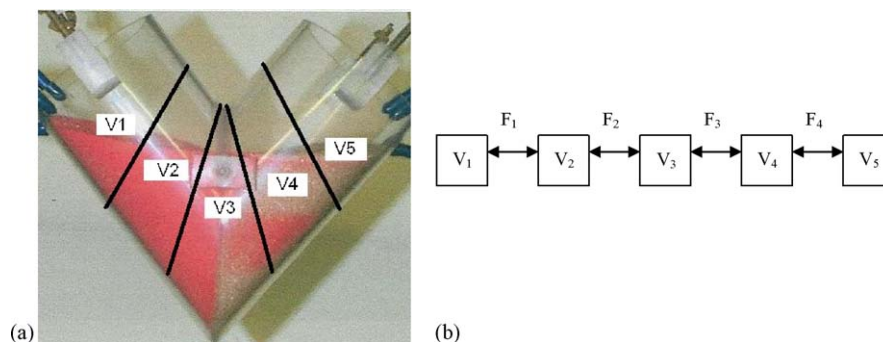 V1
V2
V3
V4
V5
(a)
F₁ F₂ F₃ F₄
V₁ V₂ V₃ V₄ V₅
(b)